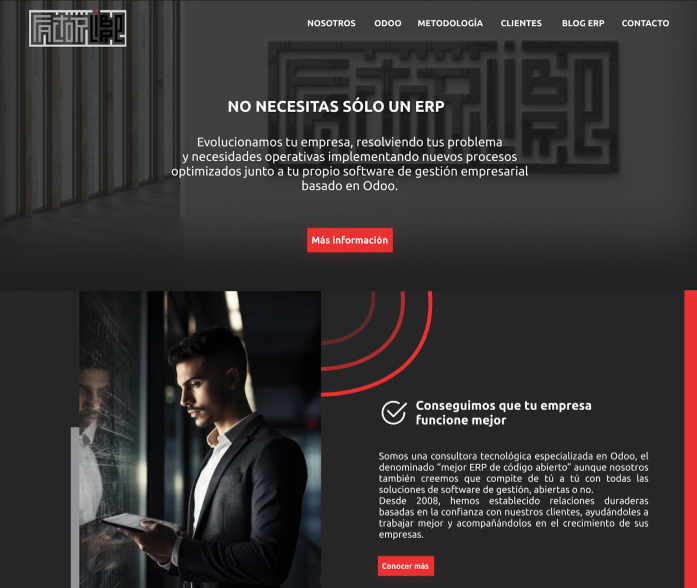 NOSOTROS ODOO METODOLOGÍA CLIENTES BLOG ERP CONTACTO
NO NECESITAS SÓLO UN ERP
Evolucionamos tu empresa, resolviendo tus problema
y necesidades operativas implementando nuevos procesos
optimizados junto a tu propio software de gestión empresarial
basado en Odoo.
Más información
Conseguimos que tu empresa
funcione mejor
Somos una consultora tecnológica especializada en Odoo, el
denominado “mejor ERP de código abierto” aunque nosotros
también creemos que compite de tú a tú con todas las
soluciones de software de gestión, abiertas o no.
Desde 2008, hemos establecido relaciones duraderas
basadas en la confianza con nuestros clientes, ayudándoles a
trabajar mejor y acompañándolos en el crecimiento de sus
empresas.
Conocer más